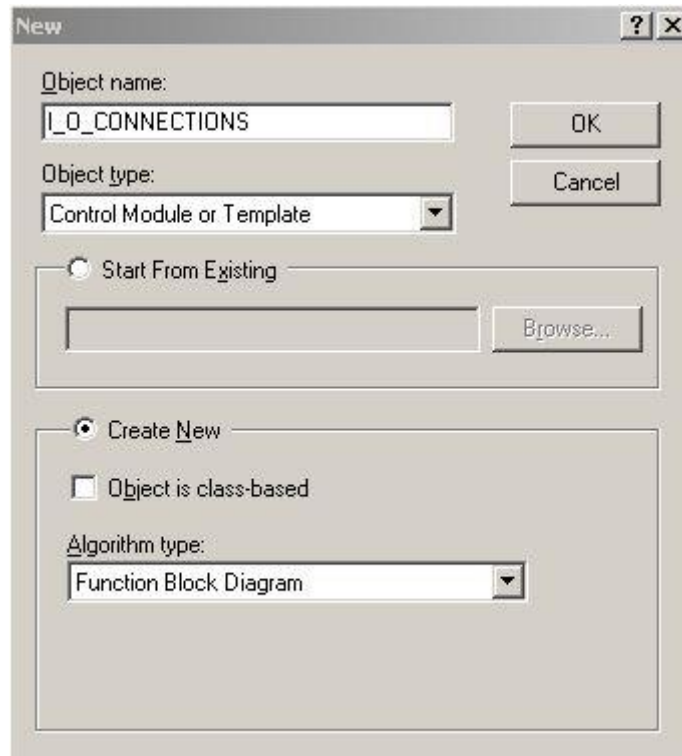 New
Object name:
I_O_CONNECTIONS
OK
Object type:
Cancel
Control Module or Template
Start From Existing
Browse...
Create New
Object is class-based
Algorithm type:
Function Block Diagram